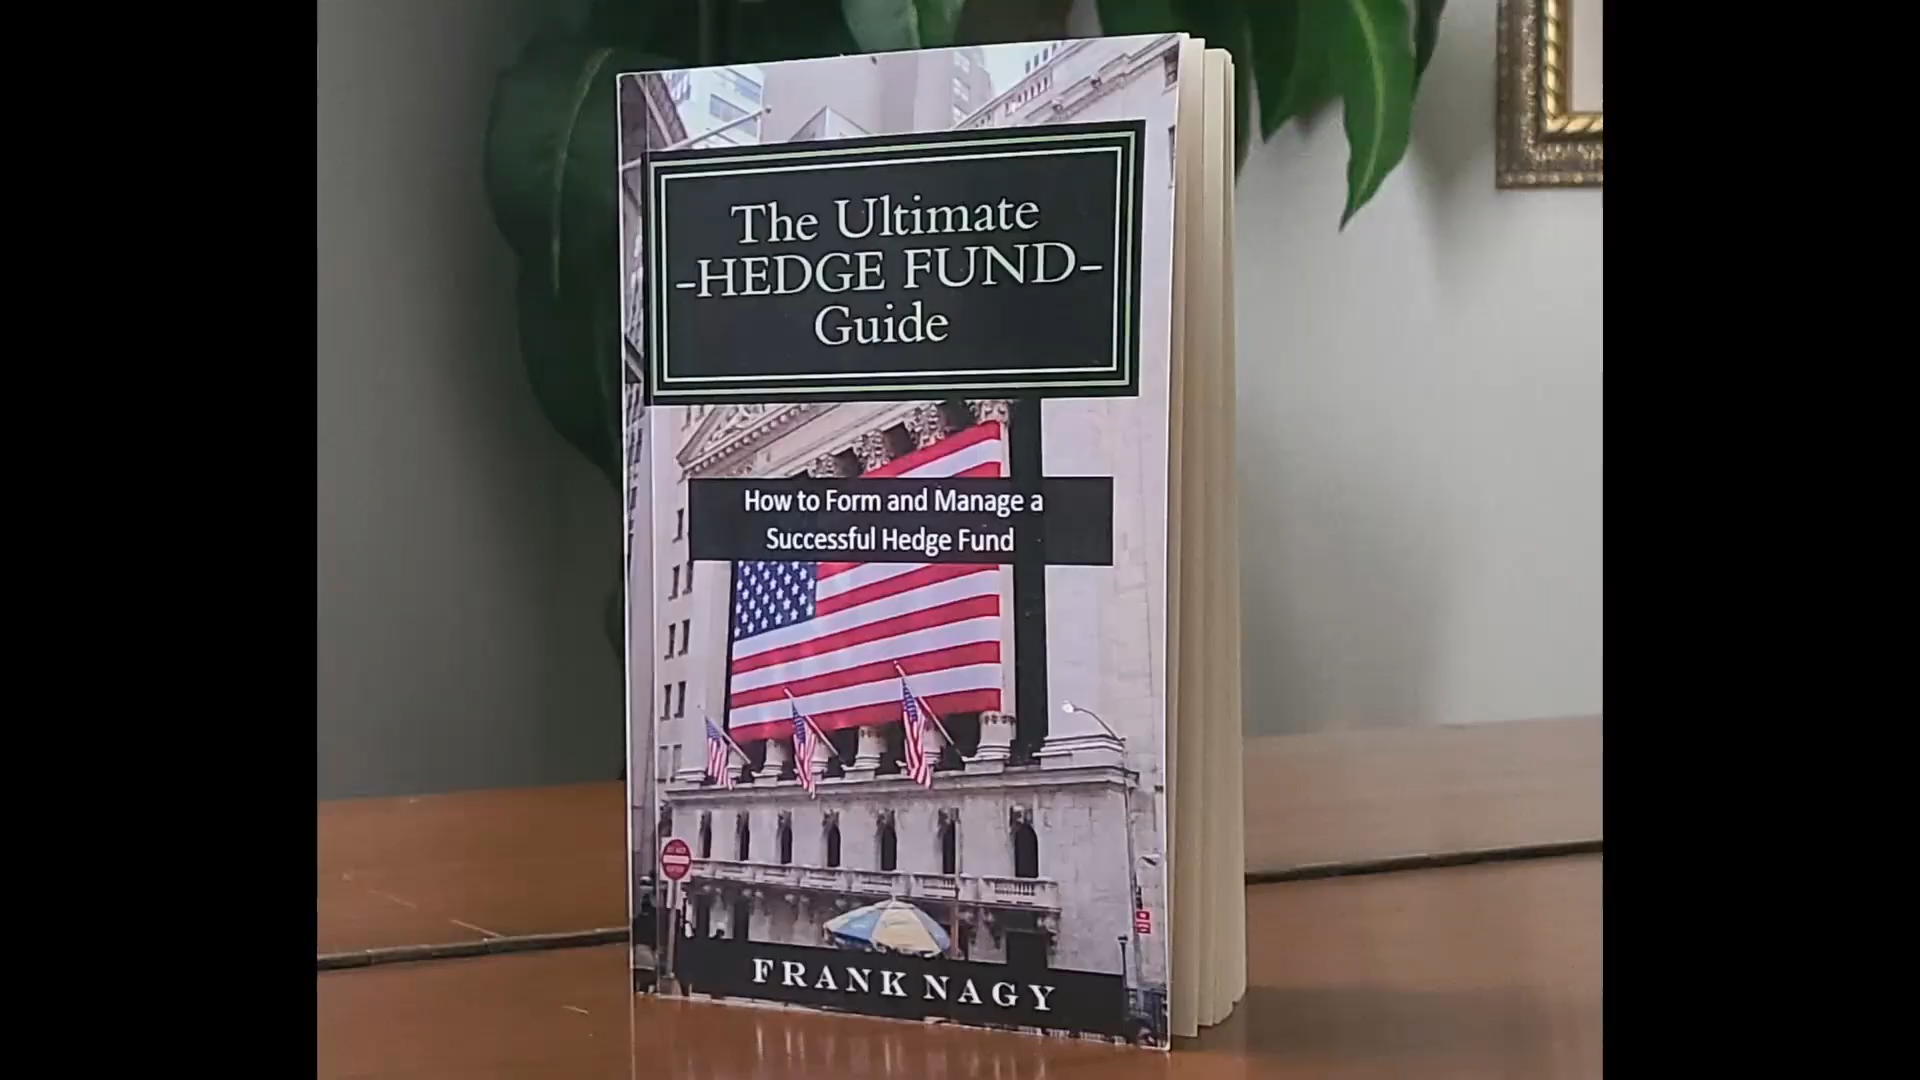 The Ultimate
-HEDGE FUND-
Guide
How to Form and Manage a
Successful Hedge Fund
FRANK NAGY